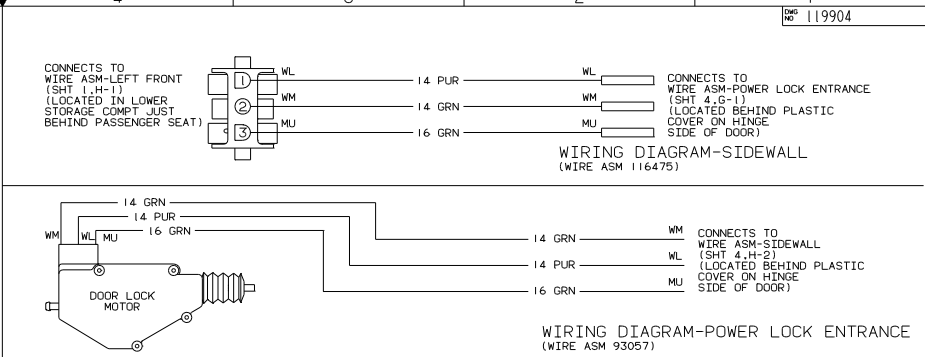 DWG NO 119904
CONNECTS TO
WIRE ASM-LEFT FRONT
(SHT 1,H-1)
(LOCATED IN LOWER
STORAGE COMPT JUST
BEHIND PASSENGER SEAT)
1 WL 14 PUR WL
2 WM 14 GRN WM
3 MU 16 GRN MU
CONNECTS TO
WIRE ASM-POWER LOCK ENTRANCE
(SHT 4,G-1)
(LOCATED BEHIND PLASTIC
COVER ON HINGE
SIDE OF DOOR)
WIRING DIAGRAM-SIDEWALL
(WIRE ASM 116475)
14 GRN
14 PUR
16 GRN
WM WL MU
14 GRN WM
14 PUR WL
16 GRN MU
CONNECTS TO
WIRE ASM-SIDEWALL
(SHT 4,H-2)
(LOCATED BEHIND PLASTIC
COVER ON HINGE
SIDE OF DOOR)
DOOR LOCK
MOTOR
WIRING DIAGRAM-POWER LOCK ENTRANCE
(WIRE ASM 93057)